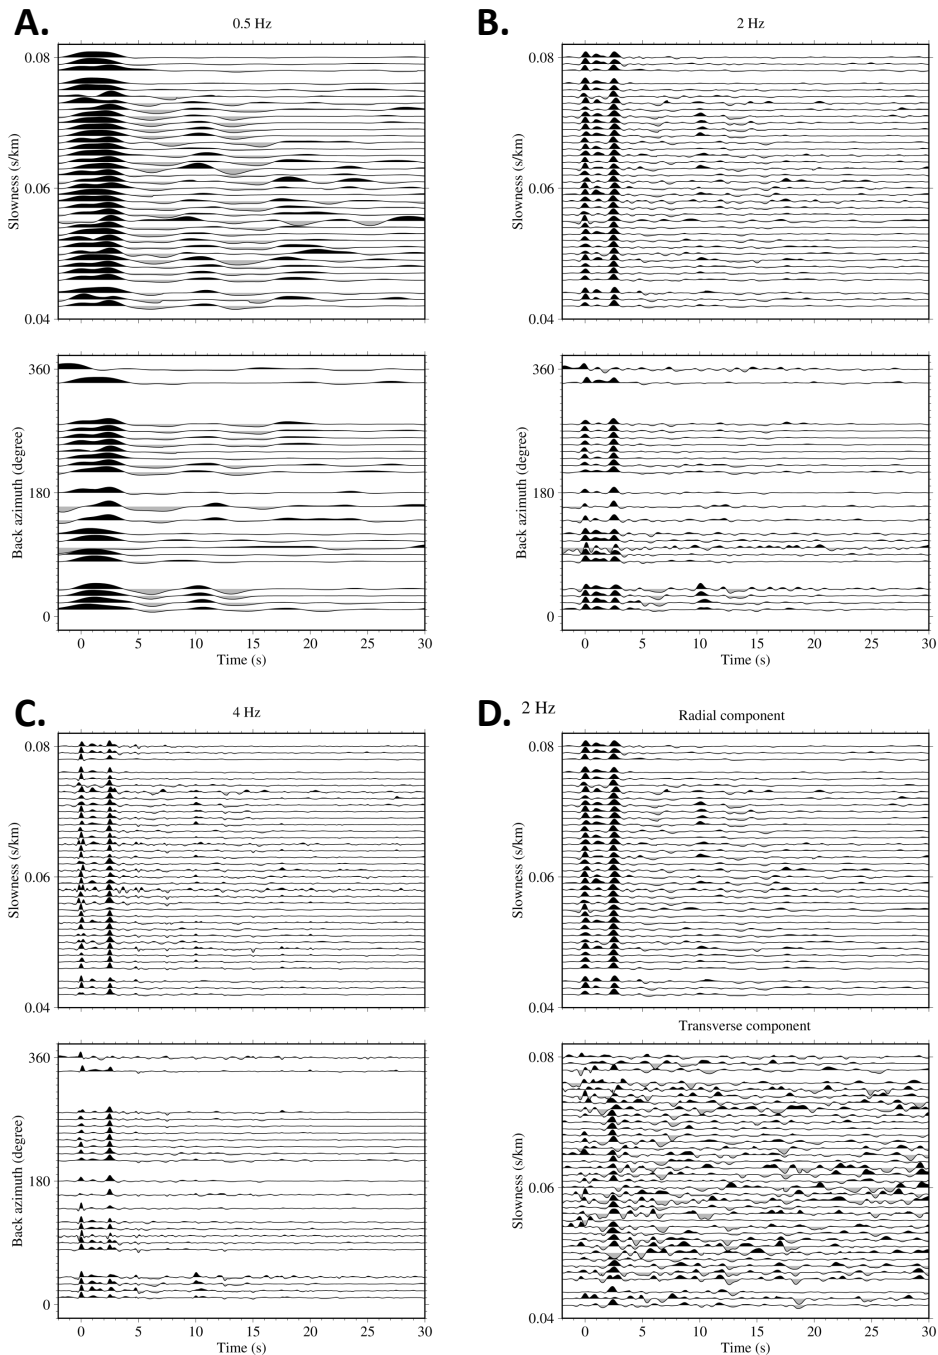 A.
0.5 Hz
0.08
0.06
0.04
Slowness (s/km)
360
180
0
Back azimuth (degree)
0 5 10 15 20 25 30
Time (s)
B.
2 Hz
0.08
0.06
0.04
Slowness (s/km)
360
180
0
Back azimuth (degree)
0 5 10 15 20 25 30
Time (s)
C.
4 Hz
0.08
0.06
0.04
Slowness (s/km)
360
180
0
Back azimuth (degree)
0 5 10 15 20 25 30
Time (s)
D.
2 Hz
Radial component
0.08
0.06
0.04
Slowness (s/km)
Transverse component
0.08
0.06
0.04
Slowness (s/km)
0 5 10 15 20 25 30
Time (s)